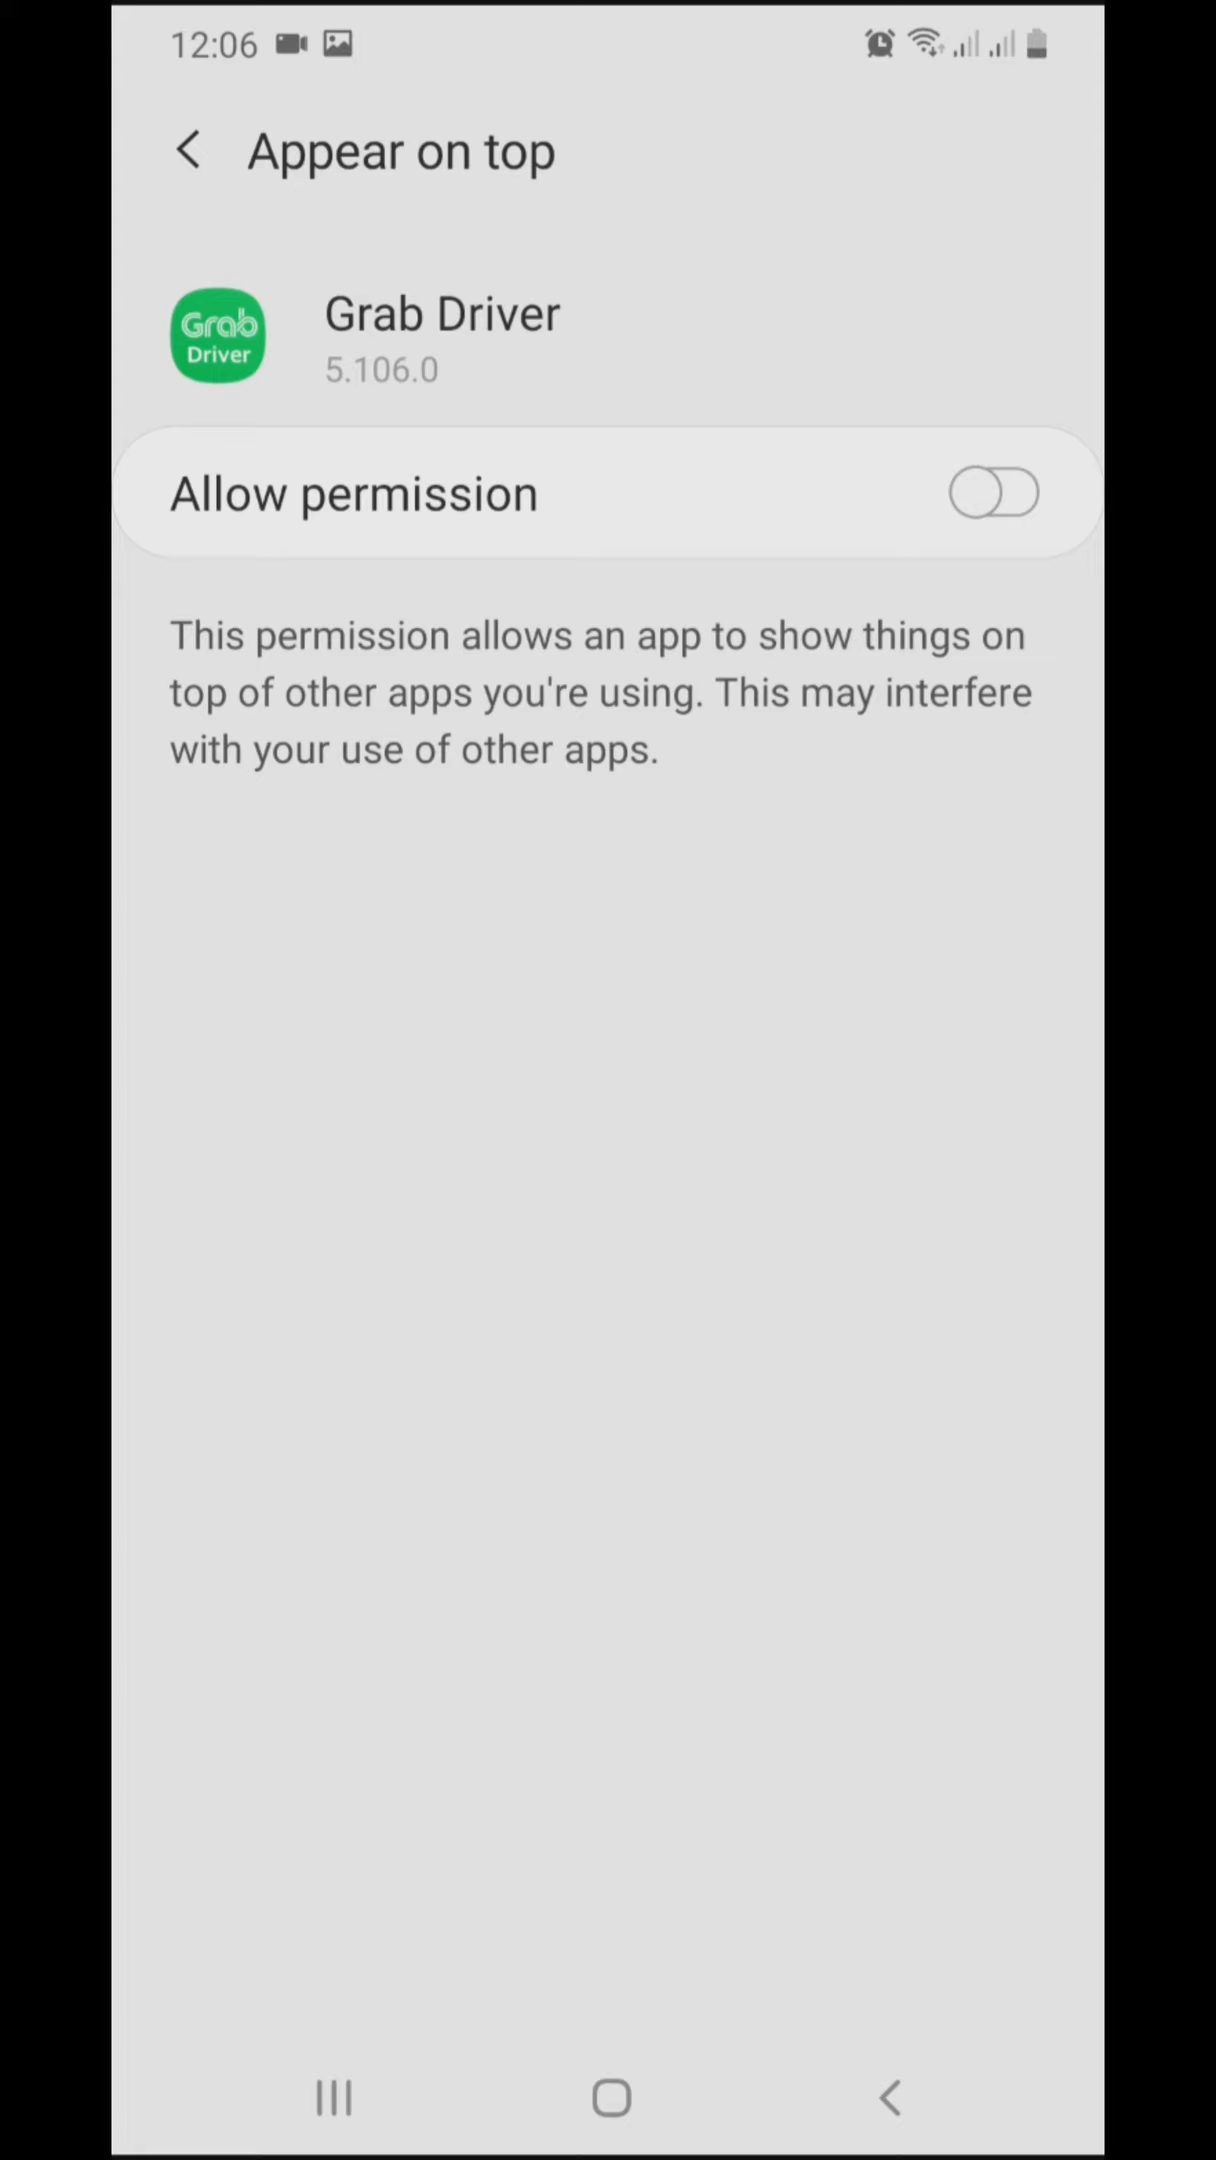 12:06
Appear on top
Grab
Driver
Grab Driver
5.106.0
Allow permission
This permission allows an app to show things on
top of other apps you're using. This may interfere
with your use of other apps.